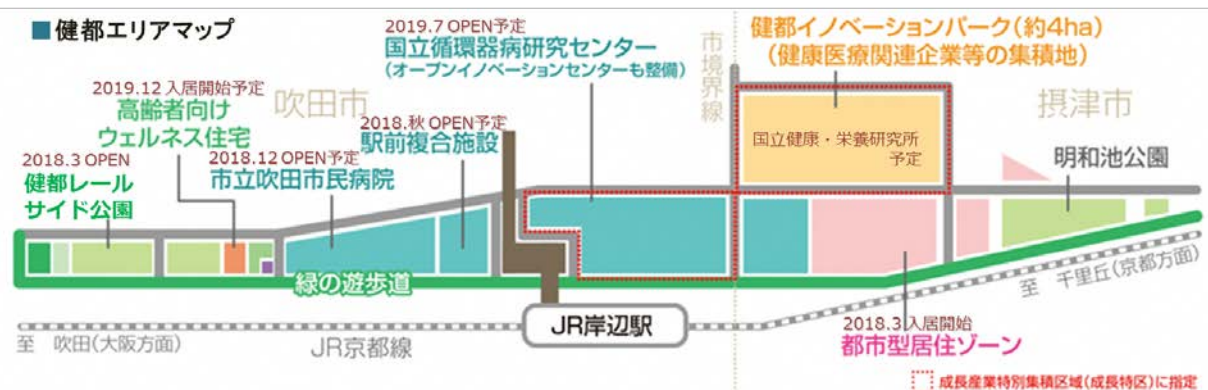 ■健都エリアマップ
2019.7 OPEN予定
国立循環器病研究センター
(オープンイノベーションセンターも整備)
市境界線
健都イノベーションパーク(約4ha)
(健康医療関連企業等の集積地)
2019.12 入居開始予定
高齢者向け
ウェルネス住宅
吹田市
摂津市
2018.秋 OPEN予定
駅前複合施設
国立健康・栄養研究所
予定
2018.3 OPEN
健都レール
サイド公園
2018.12 OPEN予定
市立吹田市民病院
明和池公園
緑の遊歩道
至 千里丘(京都方面)
JR岸辺駅
2018.3 入居開始
都市型居住ゾーン
至 吹田(大阪方面)
JR京都線
成長産業特別集積区域(成長特区)に指定